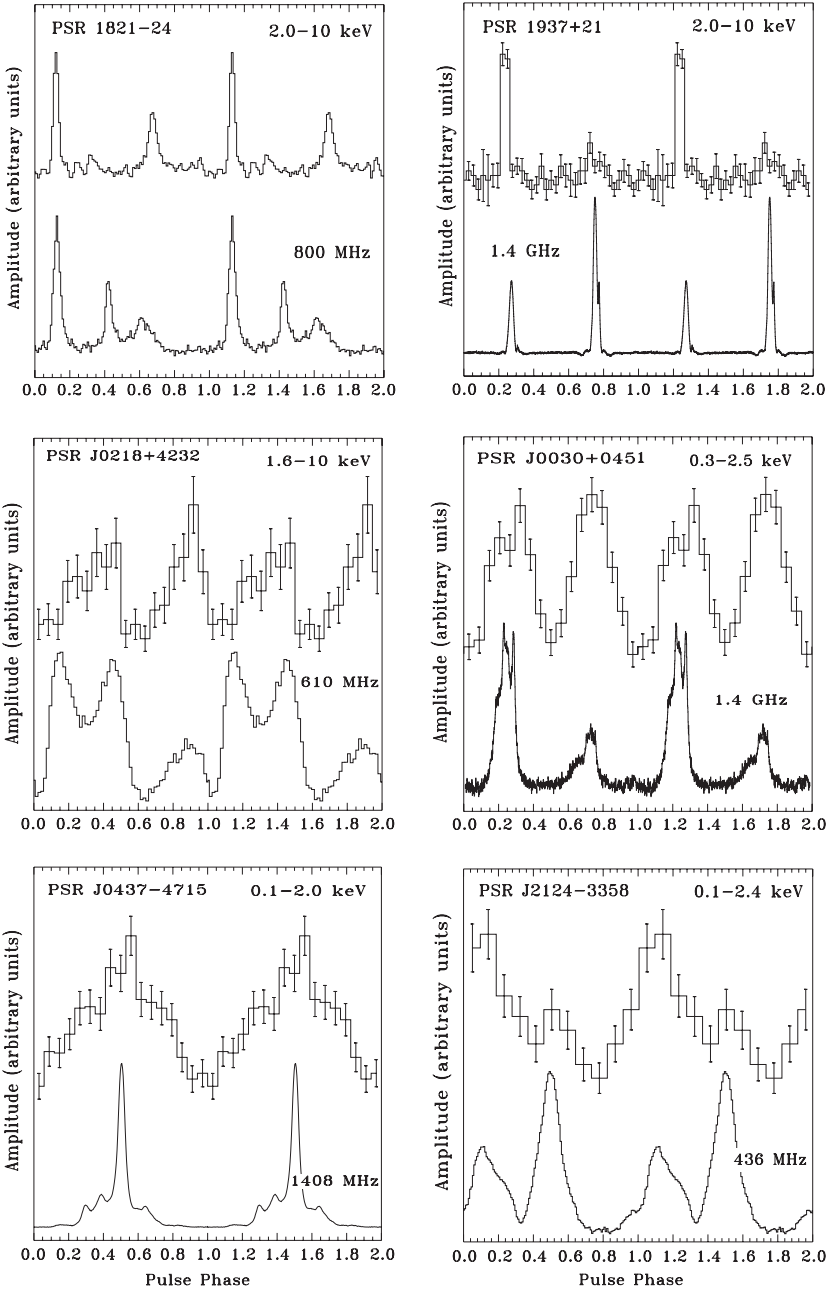 PSR 1821−24 2.0−10 keV
Amplitude (arbitrary units)
800 MHz
0.0 0.2 0.4 0.6 0.8 1.0 1.2 1.4 1.6 1.8 2.0
PSR 1937+21 2.0−10 keV
Amplitude (arbitrary units)
1.4 GHz
0.0 0.2 0.4 0.6 0.8 1.0 1.2 1.4 1.6 1.8 2.0
PSR J0218+4232 1.6−10 keV
Amplitude (arbitrary units)
610 MHz
0.0 0.2 0.4 0.6 0.8 1.0 1.2 1.4 1.6 1.8 2.0
PSR J0030+0451 0.3−2.5 keV
Amplitude (arbitrary units)
1.4 GHz
0.0 0.2 0.4 0.6 0.8 1.0 1.2 1.4 1.6 1.8 2.0
PSR J0437−4715 0.1−2.0 keV
Amplitude (arbitrary units)
1408 MHz
0.0 0.2 0.4 0.6 0.8 1.0 1.2 1.4 1.6 1.8 2.0
Pulse Phase
PSR J2124−3358 0.1−2.4 keV
Amplitude (arbitrary units)
436 MHz
0.0 0.2 0.4 0.6 0.8 1.0 1.2 1.4 1.6 1.8 2.0
Pulse Phase